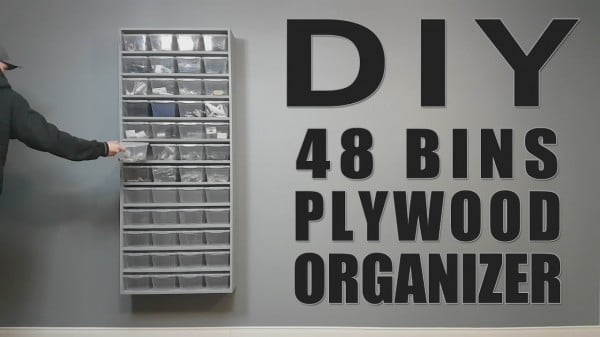 DIY
48 BINS
PLYWOOD
ORGANIZER